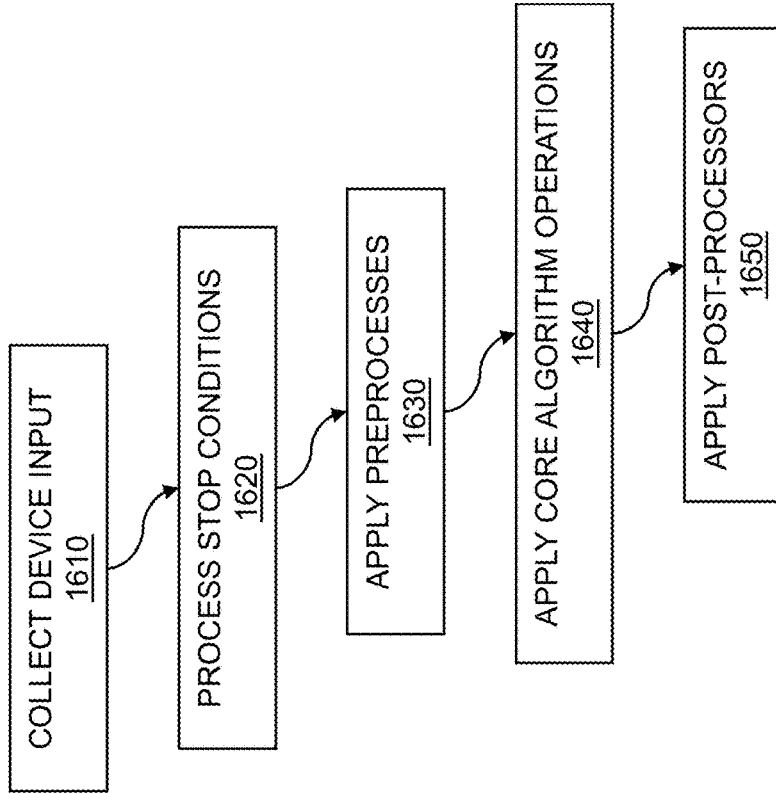 COLLECT DEVICE INPUT
1610
PROCESS STOP CONDITIONS
1620
APPLY PREPROCESSES
1630
APPLY CORE ALGORITHM OPERATIONS
1640
APPLY POST-PROCESSORS
1650